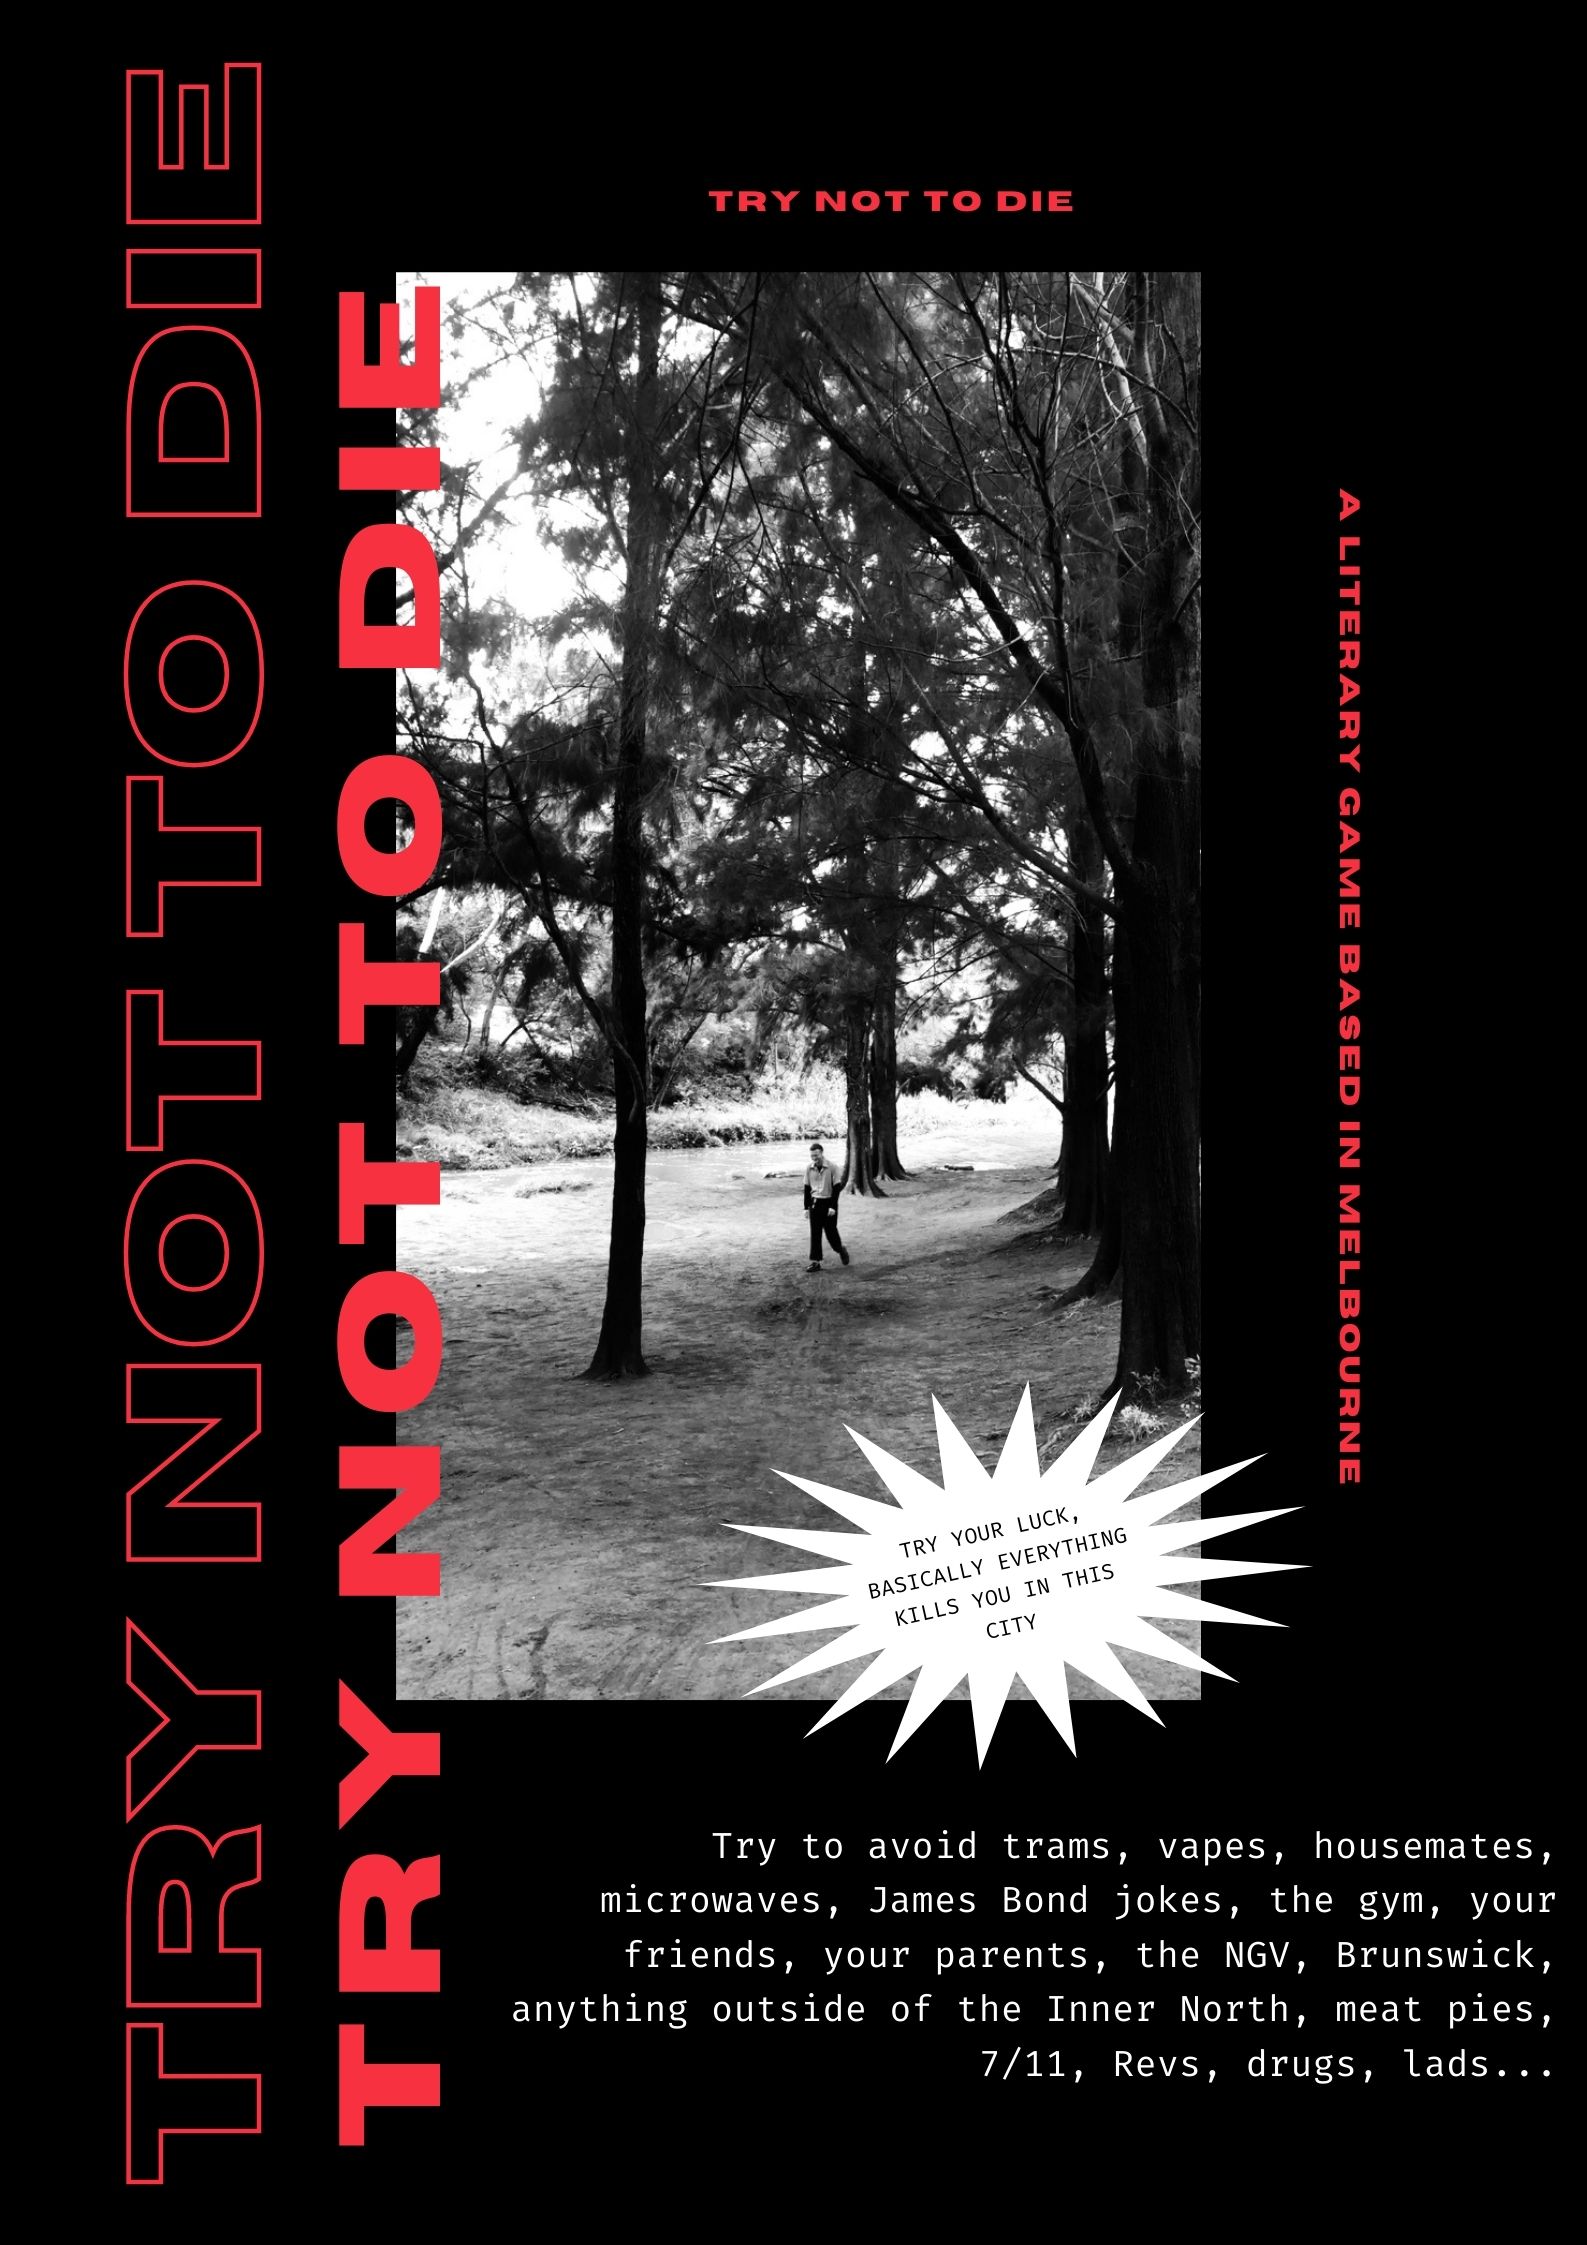 TRY NOT TO DIE
TRY NOT TO DIE
TRY NOT TO DIE
A LITERARY GAME BASED IN MELBOURNE
TRY YOUR LUCK,
BASICALLY EVERYTHING
KILLS YOU IN THIS
CITY
Try to avoid trams, vapes, housemates,
microwaves, James Bond jokes, the gym, your
friends, your parents, the NGV, Brunswick,
anything outside of the Inner North, meat pies,
7/11, Revs, drugs, lads...